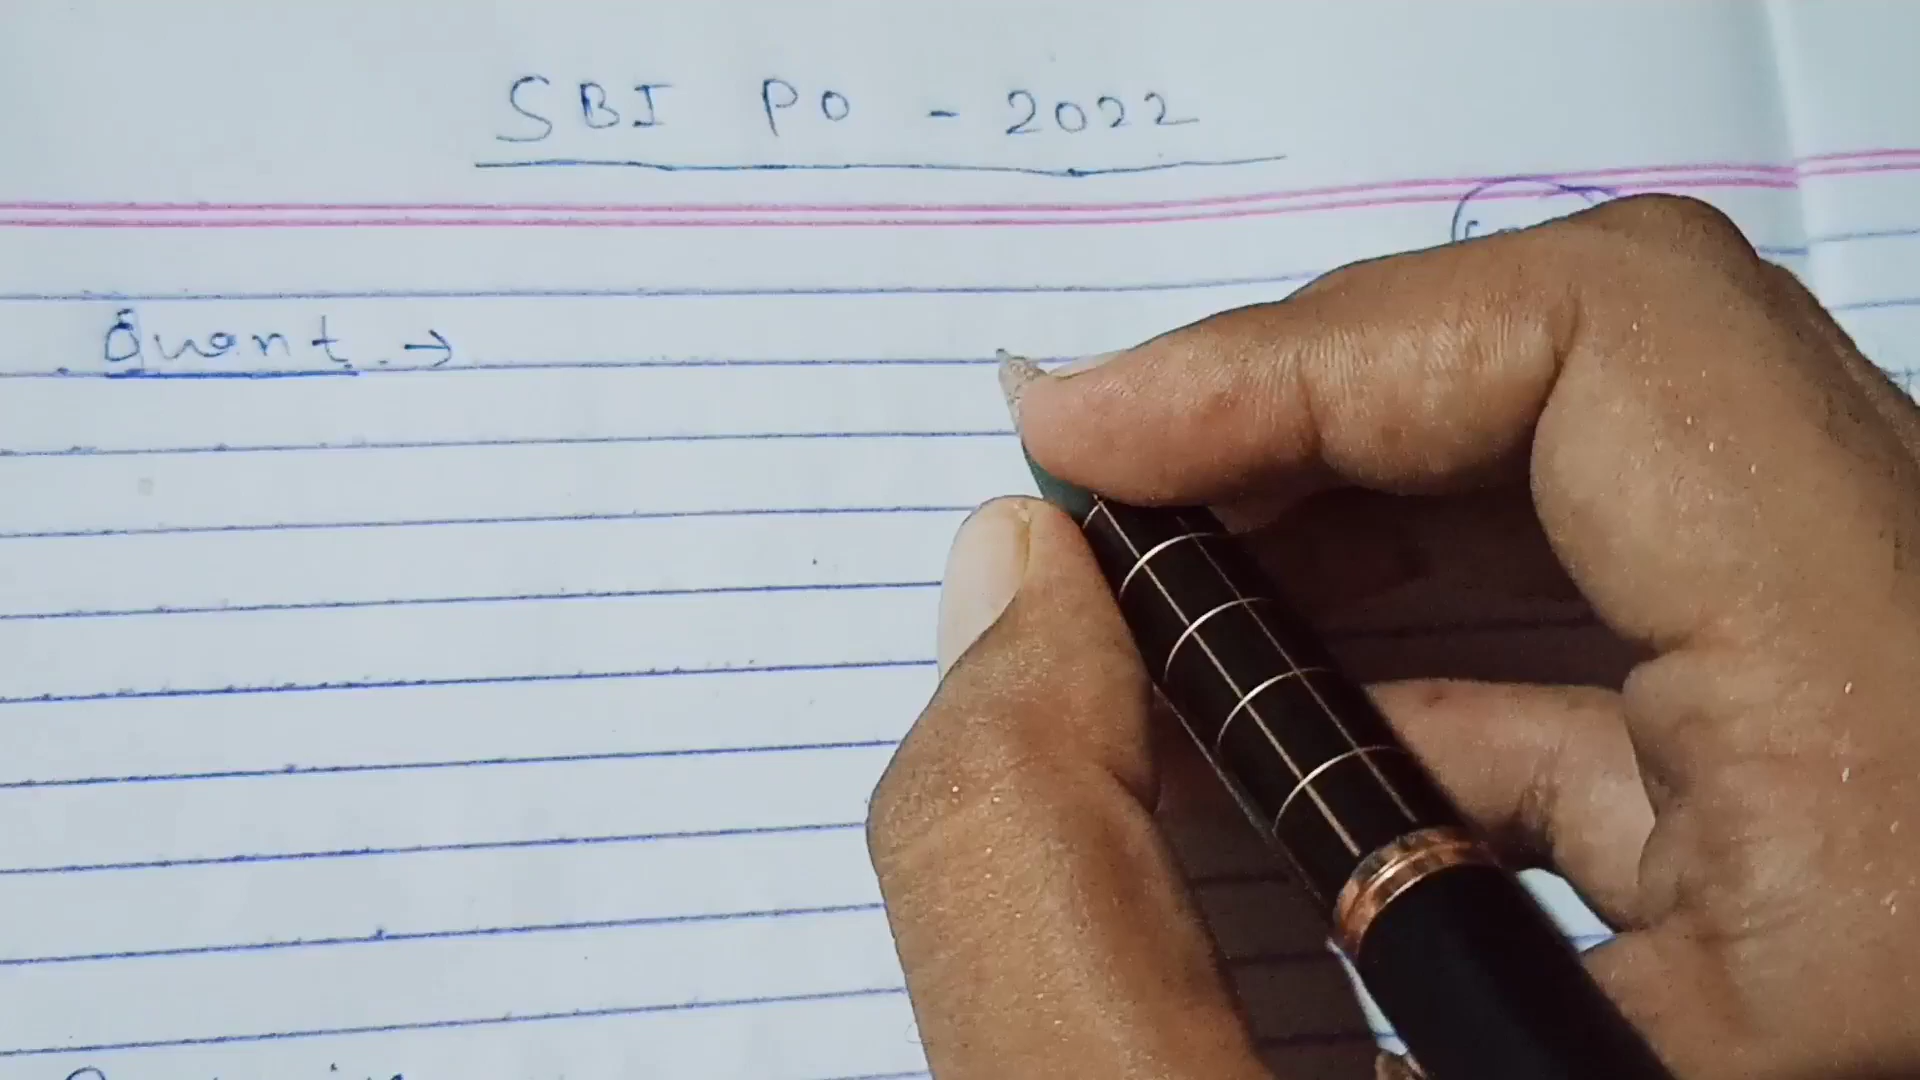 SBI PO - 2022
Quant. →